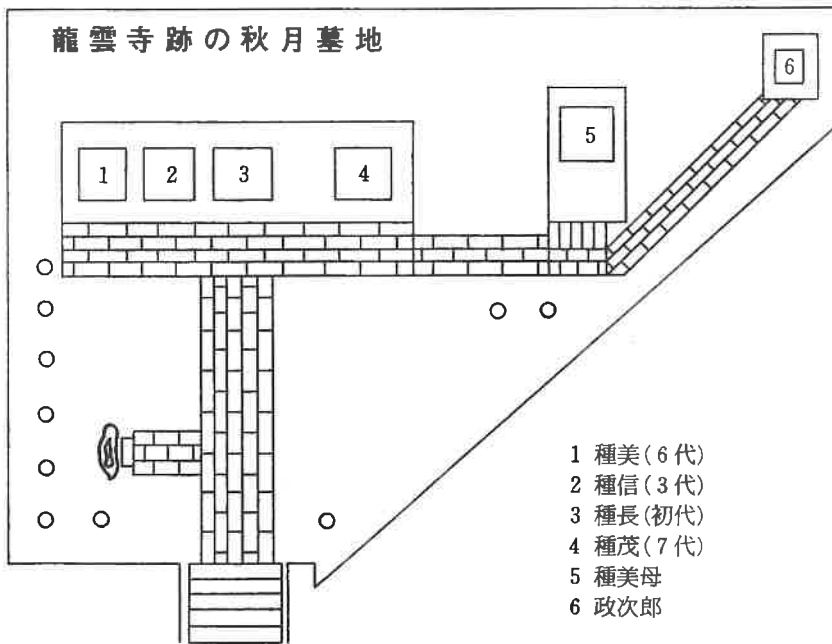 龍雲寺跡の秋月墓地
6
5
1 2 3 4
1 種美(6代)
2 種信(3代)
3 種長(初代)
4 種茂(7代)
5 種美母
6 政次郎